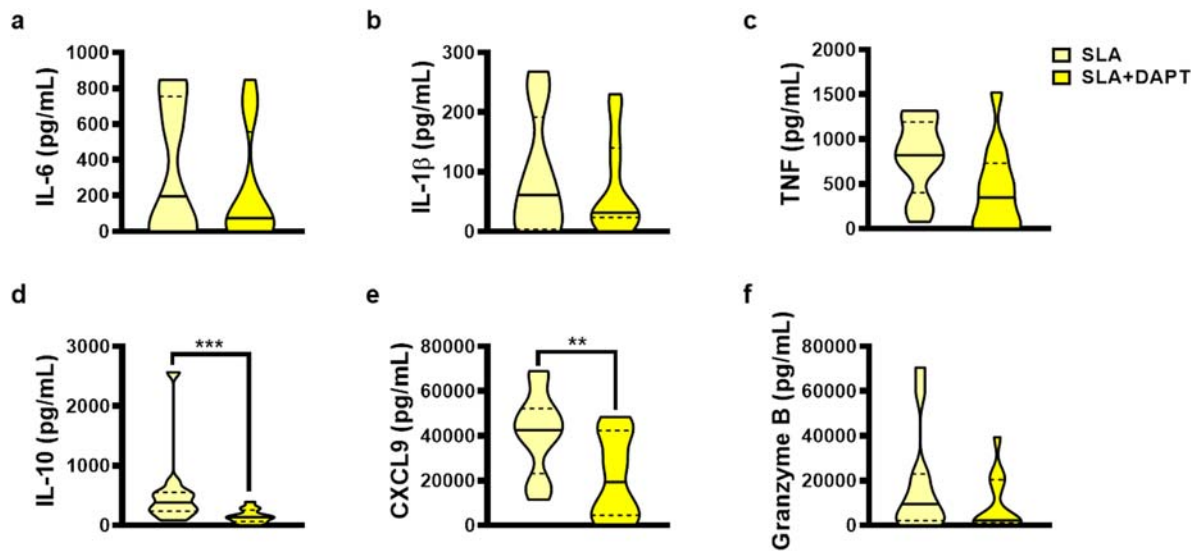 a
IL-6 (pg/mL)
1000
800
600
400
200
0
b
IL-1β (pg/mL)
300
200
100
0
c
TNF (pg/mL)
2000
1500
1000
500
0
SLA
SLA+DAPT
d
IL-10 (pg/mL)
3000
2000
1000
0
***
e
CXCL9 (pg/mL)
80000
60000
40000
20000
0
**
f
Granzyme B (pg/mL)
80000
60000
40000
20000
0